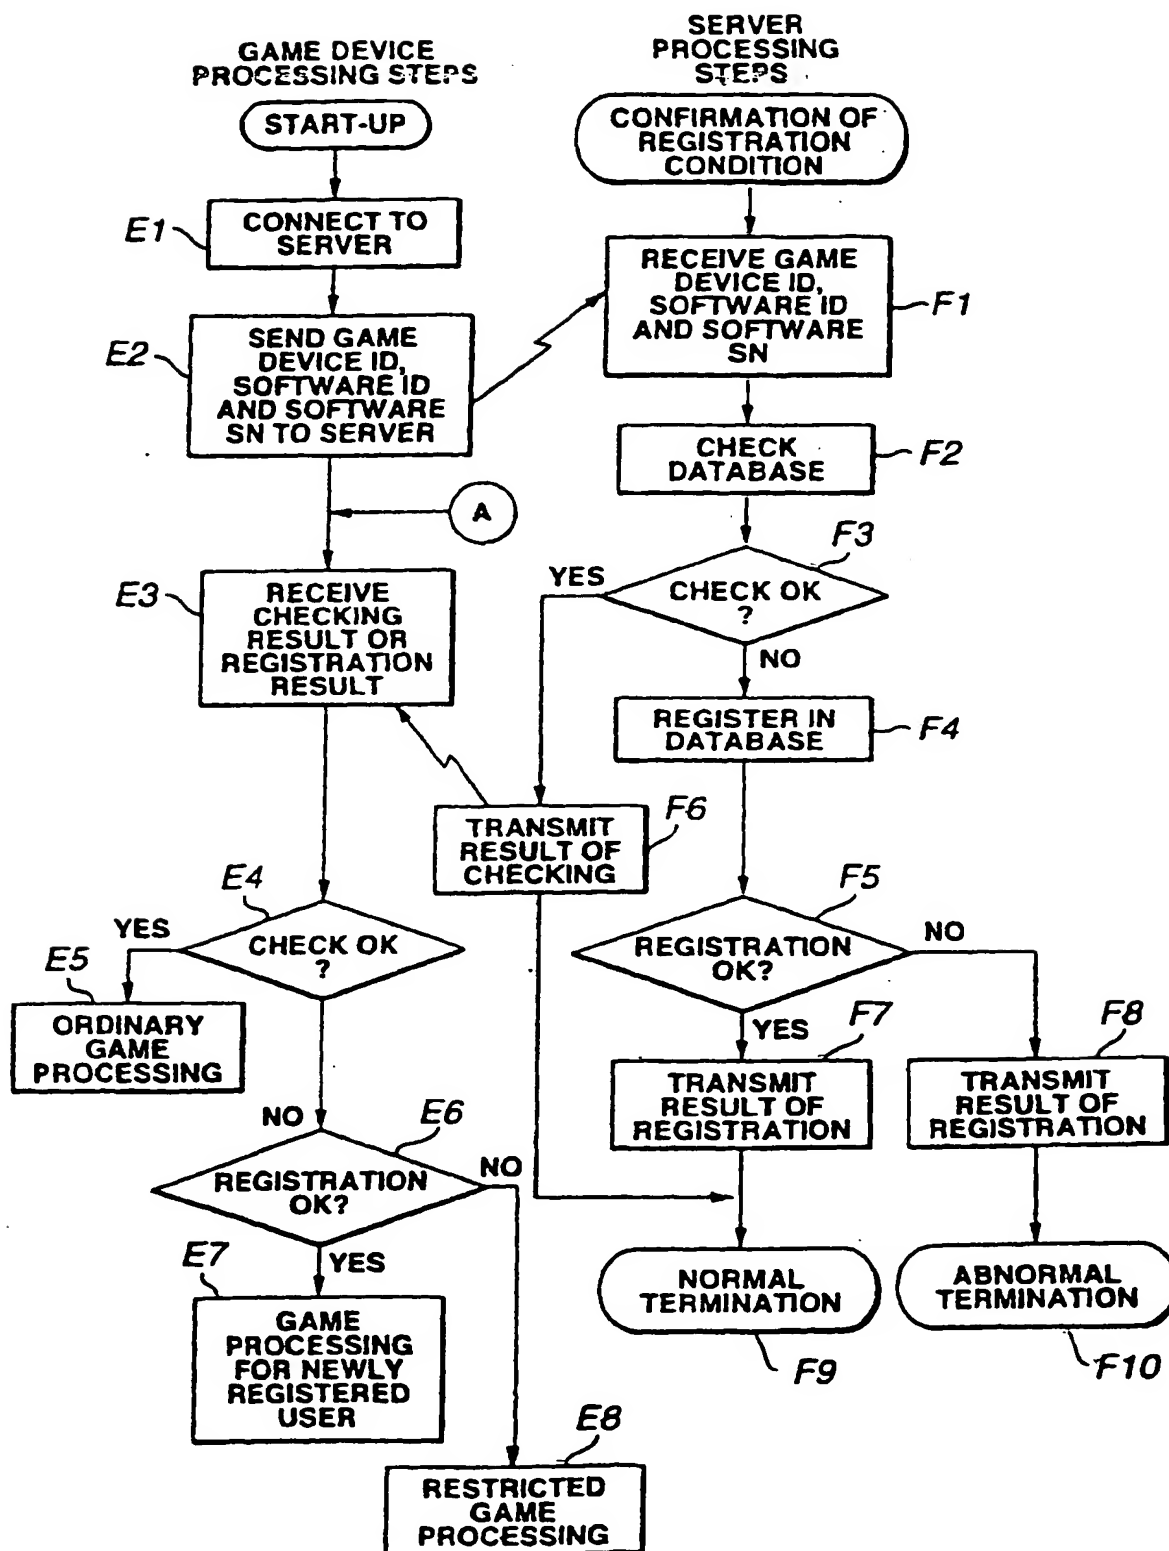 GAME DEVICE
PROCESSING STEPS
START-UP
E1
CONNECT TO
SERVER
E2
SEND GAME
DEVICE ID,
SOFTWARE ID
AND SOFTWARE
SN TO SERVER
A
E3
RECEIVE
CHECKING
RESULT OR
REGISTRATION
RESULT
E4
CHECK OK
?
YES
E5
ORDINARY
GAME
PROCESSING
NO
E6
REGISTRATION
OK?
NO
YES
E7
GAME
PROCESSING
FOR NEWLY
REGISTERED
USER
E8
RESTRICTED
GAME
PROCESSING
SERVER
PROCESSING
STEPS
CONFIRMATION OF
REGISTRATION
CONDITION
RECEIVE GAME
DEVICE ID,
SOFTWARE ID
AND SOFTWARE
SN
F1
CHECK
DATABASE
F2
F3
YES
CHECK OK
?
NO
REGISTER IN
DATABASE
F4
F6
TRANSMIT
RESULT OF
CHECKING
F5
REGISTRATION
OK?
NO
YES
F7
TRANSMIT
RESULT OF
REGISTRATION
F8
TRANSMIT
RESULT OF
REGISTRATION
NORMAL
TERMINATION
F9
ABNORMAL
TERMINATION
F10